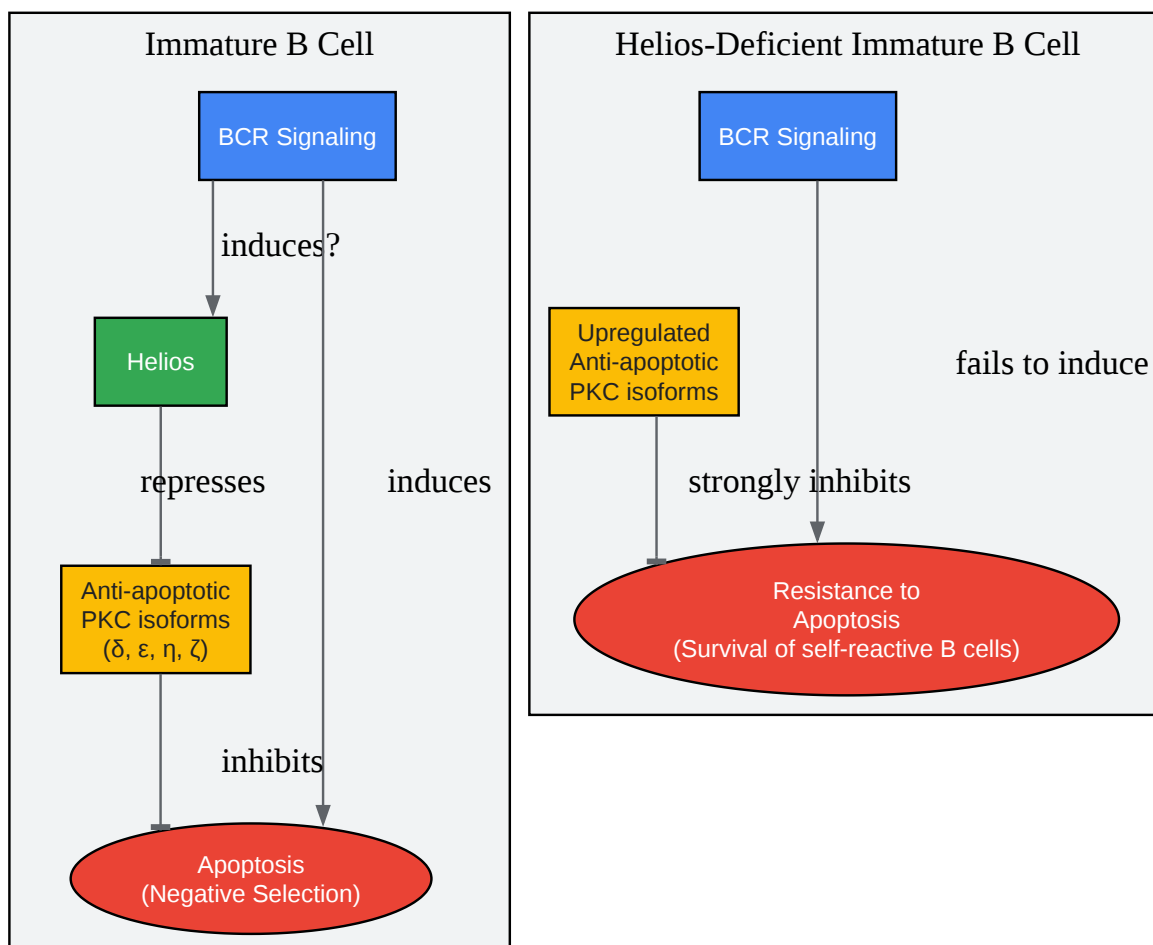 Immature B Cell
BCR Signaling
induces?
Helios
represses
induces
Anti-apoptotic
PKC isoforms
(δ, ε, η, ζ)
inhibits
Apoptosis
(Negative Selection)
Helios-Deficient Immature B Cell
BCR Signaling
Upregulated
Anti-apoptotic
PKC isoforms
fails to induce
strongly inhibits
Resistance to
Apoptosis
(Survival of self-reactive B cells)